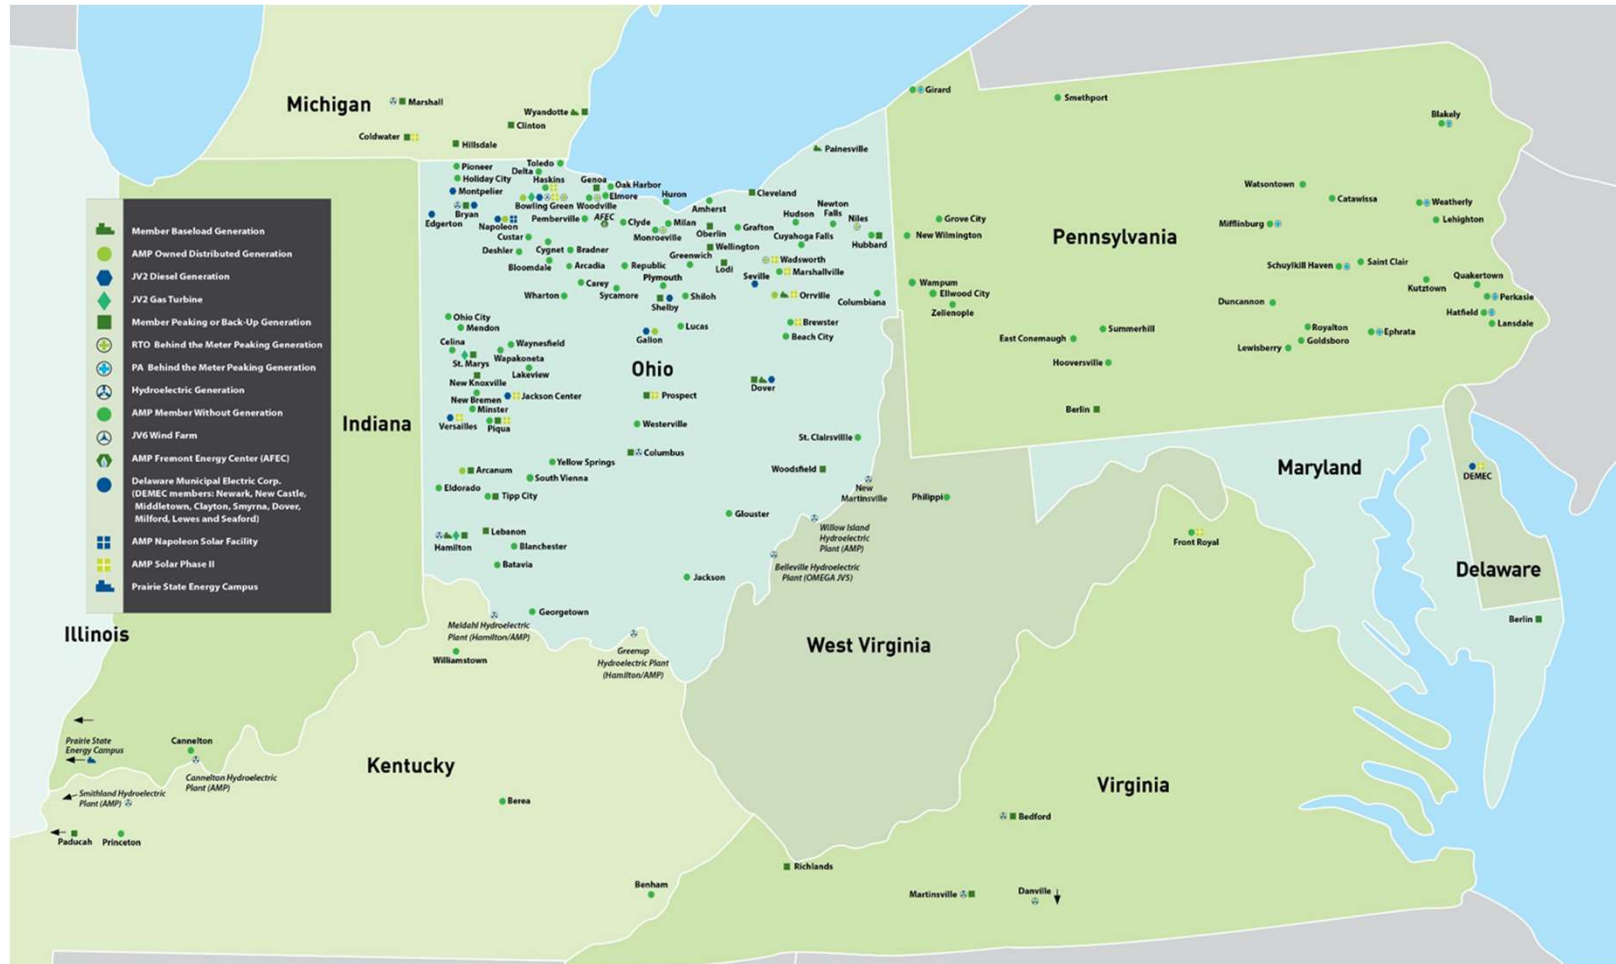 Michigan
Marshall
Wyandotte
Clinton
Coldwater
Hillsdale
Pioneer
Holiday City
Montpelier
Toledo
Delta
Haskins
Genoa
Oak Harbor
Elmore
Huron
Bryan
Edgerton
Bowling Green
Woodville
Napoleon
Pemberville
AFEC
Clyde
Milan
Monroeville
Amherst
Cleveland
Painesville
Oberlin
Grafton
Hudson
Newton
Falls
Niles
Hubbard
Custar
Cygnet
Bradner
Deshler
Bloomdale
Arcadia
Republic
Greenwich
Wellington
Lodi
Cuyahoga Falls
Wadsworth
Marshallville
Seville
Orrville
Columbiana
Carey
Wharton
Sycamore
Plymouth
Shelby
Shiloh
Ohio City
Mendon
Galion
Lucas
Brewster
Beach City
Celina
Waynesfield
St. Marys
Wapakoneta
Lakeview
New Knoxville
New Bremen
Jackson Center
Minster
Versailles
Piqua
Ohio
Prospect
Westerville
Dover
St. Clairsville
Woodsfield
Columbus
Arcanum
Yellow Springs
South Vienna
Eldorado
Tipp City
Lebanon
Hamilton
Blanchester
Batavia
Georgetown
Glouster
Jackson
New
Martinsville
Willow Island
Hydroelectric
Plant (AMP)
Belleville Hydroelectric
Plant (OMEGA JV5)
Meldahl Hydroelectric
Plant (Hamilton/AMP)
Greenup
Hydroelectric Plant
(Hamilton/AMP)
Member Baseload Generation
AMP Owned Distributed Generation
JV2 Diesel Generation
JV2 Gas Turbine
Member Peaking or Back-Up Generation
RTO Behind the Meter Peaking Generation
PA Behind the Meter Peaking Generation
Hydroelectric Generation
AMP Member Without Generation
JV6 Wind Farm
AMP Fremont Energy Center (AFEC)
Delaware Municipal Electric Corp.
(DEMEC members: Newark, New Castle,
Middletown, Clayton, Smyrna, Dover,
Milford, Lewes and Seaford)
AMP Napoleon Solar Facility
AMP Solar Phase II
Prairie State Energy Campus
Indiana
Illinois
Prairie State
Energy Campus
Cannelton
Cannelton Hydroelectric
Plant (AMP)
Smithland Hydroelectric
Plant (AMP)
Paducah
Princeton
Kentucky
Williamstown
Berea
Benham
Pennsylvania
Girard
Smethport
Blakely
Watsontown
Catawissa
Weatherly
Lehighton
Mifflinburg
Grove City
New Wilmington
Schuylkill Haven
Saint Clair
Kutztown
Quakertown
Perkasie
Hatfield
Lansdale
Wampum
Ellwood City
Zelienople
Duncannon
East Conemaugh
Summerhill
Hooversville
Royalton
Goldsboro
Lewisberry
Ephrata
Berlin
Maryland
DEMEC
Delaware
Berlin
West Virginia
Philippi
Virginia
Front Royal
Bedford
Richlands
Martinsville
Danville